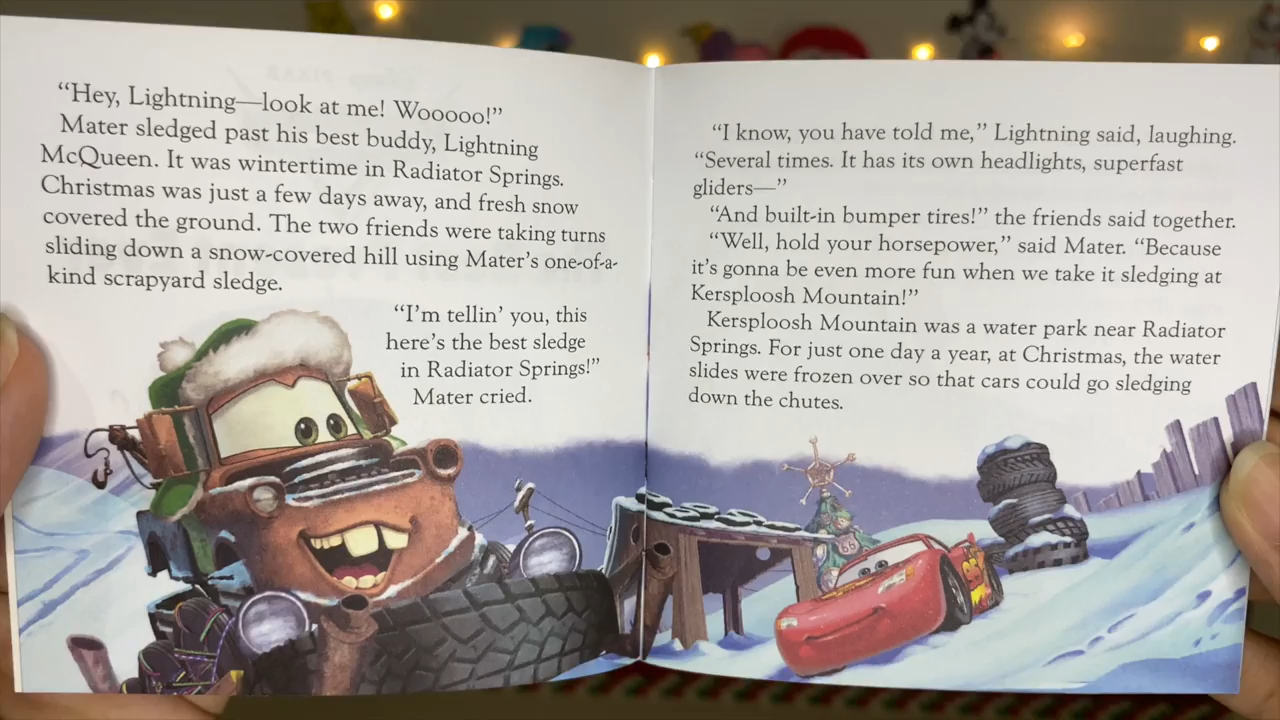 “Hey, Lightning—look at me! Wooooo!”
Mater sledged past his best buddy, Lightning
McQueen. It was wintertime in Radiator Springs.
Christmas was just a few days away, and fresh snow
covered the ground. The two friends were taking turns
sliding down a snow-covered hill using Mater’s one-of-a-
kind scrapyard sledge.
“I’m tellin’ you, this
here’s the best sledge
in Radiator Springs!”
Mater cried.
“I know, you have told me,” Lightning said, laughing.
“Several times. It has its own headlights, superfast
gliders—”
“And built-in bumper tires!” the friends said together.
“Well, hold your horsepower,” said Mater. “Because
it’s gonna be even more fun when we take it sledging at
Kersploosh Mountain!”
Kersploosh Mountain was a water park near Radiator
Springs. For just one day a year, at Christmas, the water
slides were frozen over so that cars could go sledging
down the chutes.
95